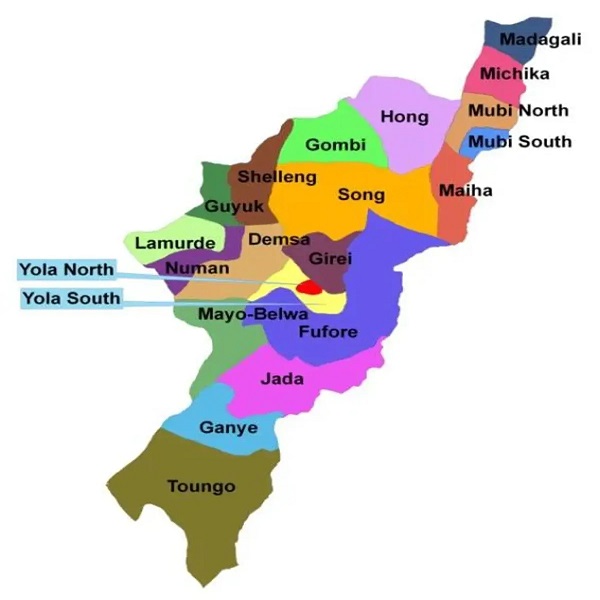 Madagali
Michika
Mubi North
Hong
Mubi South
Gombi
Shelleng
Song
Maiha
Guyuk
Lamurde
Demsa
Girei
Yola North
Numan
Yola South
Mayo-Belwa
Fufore
Jada
Ganye
Toungo